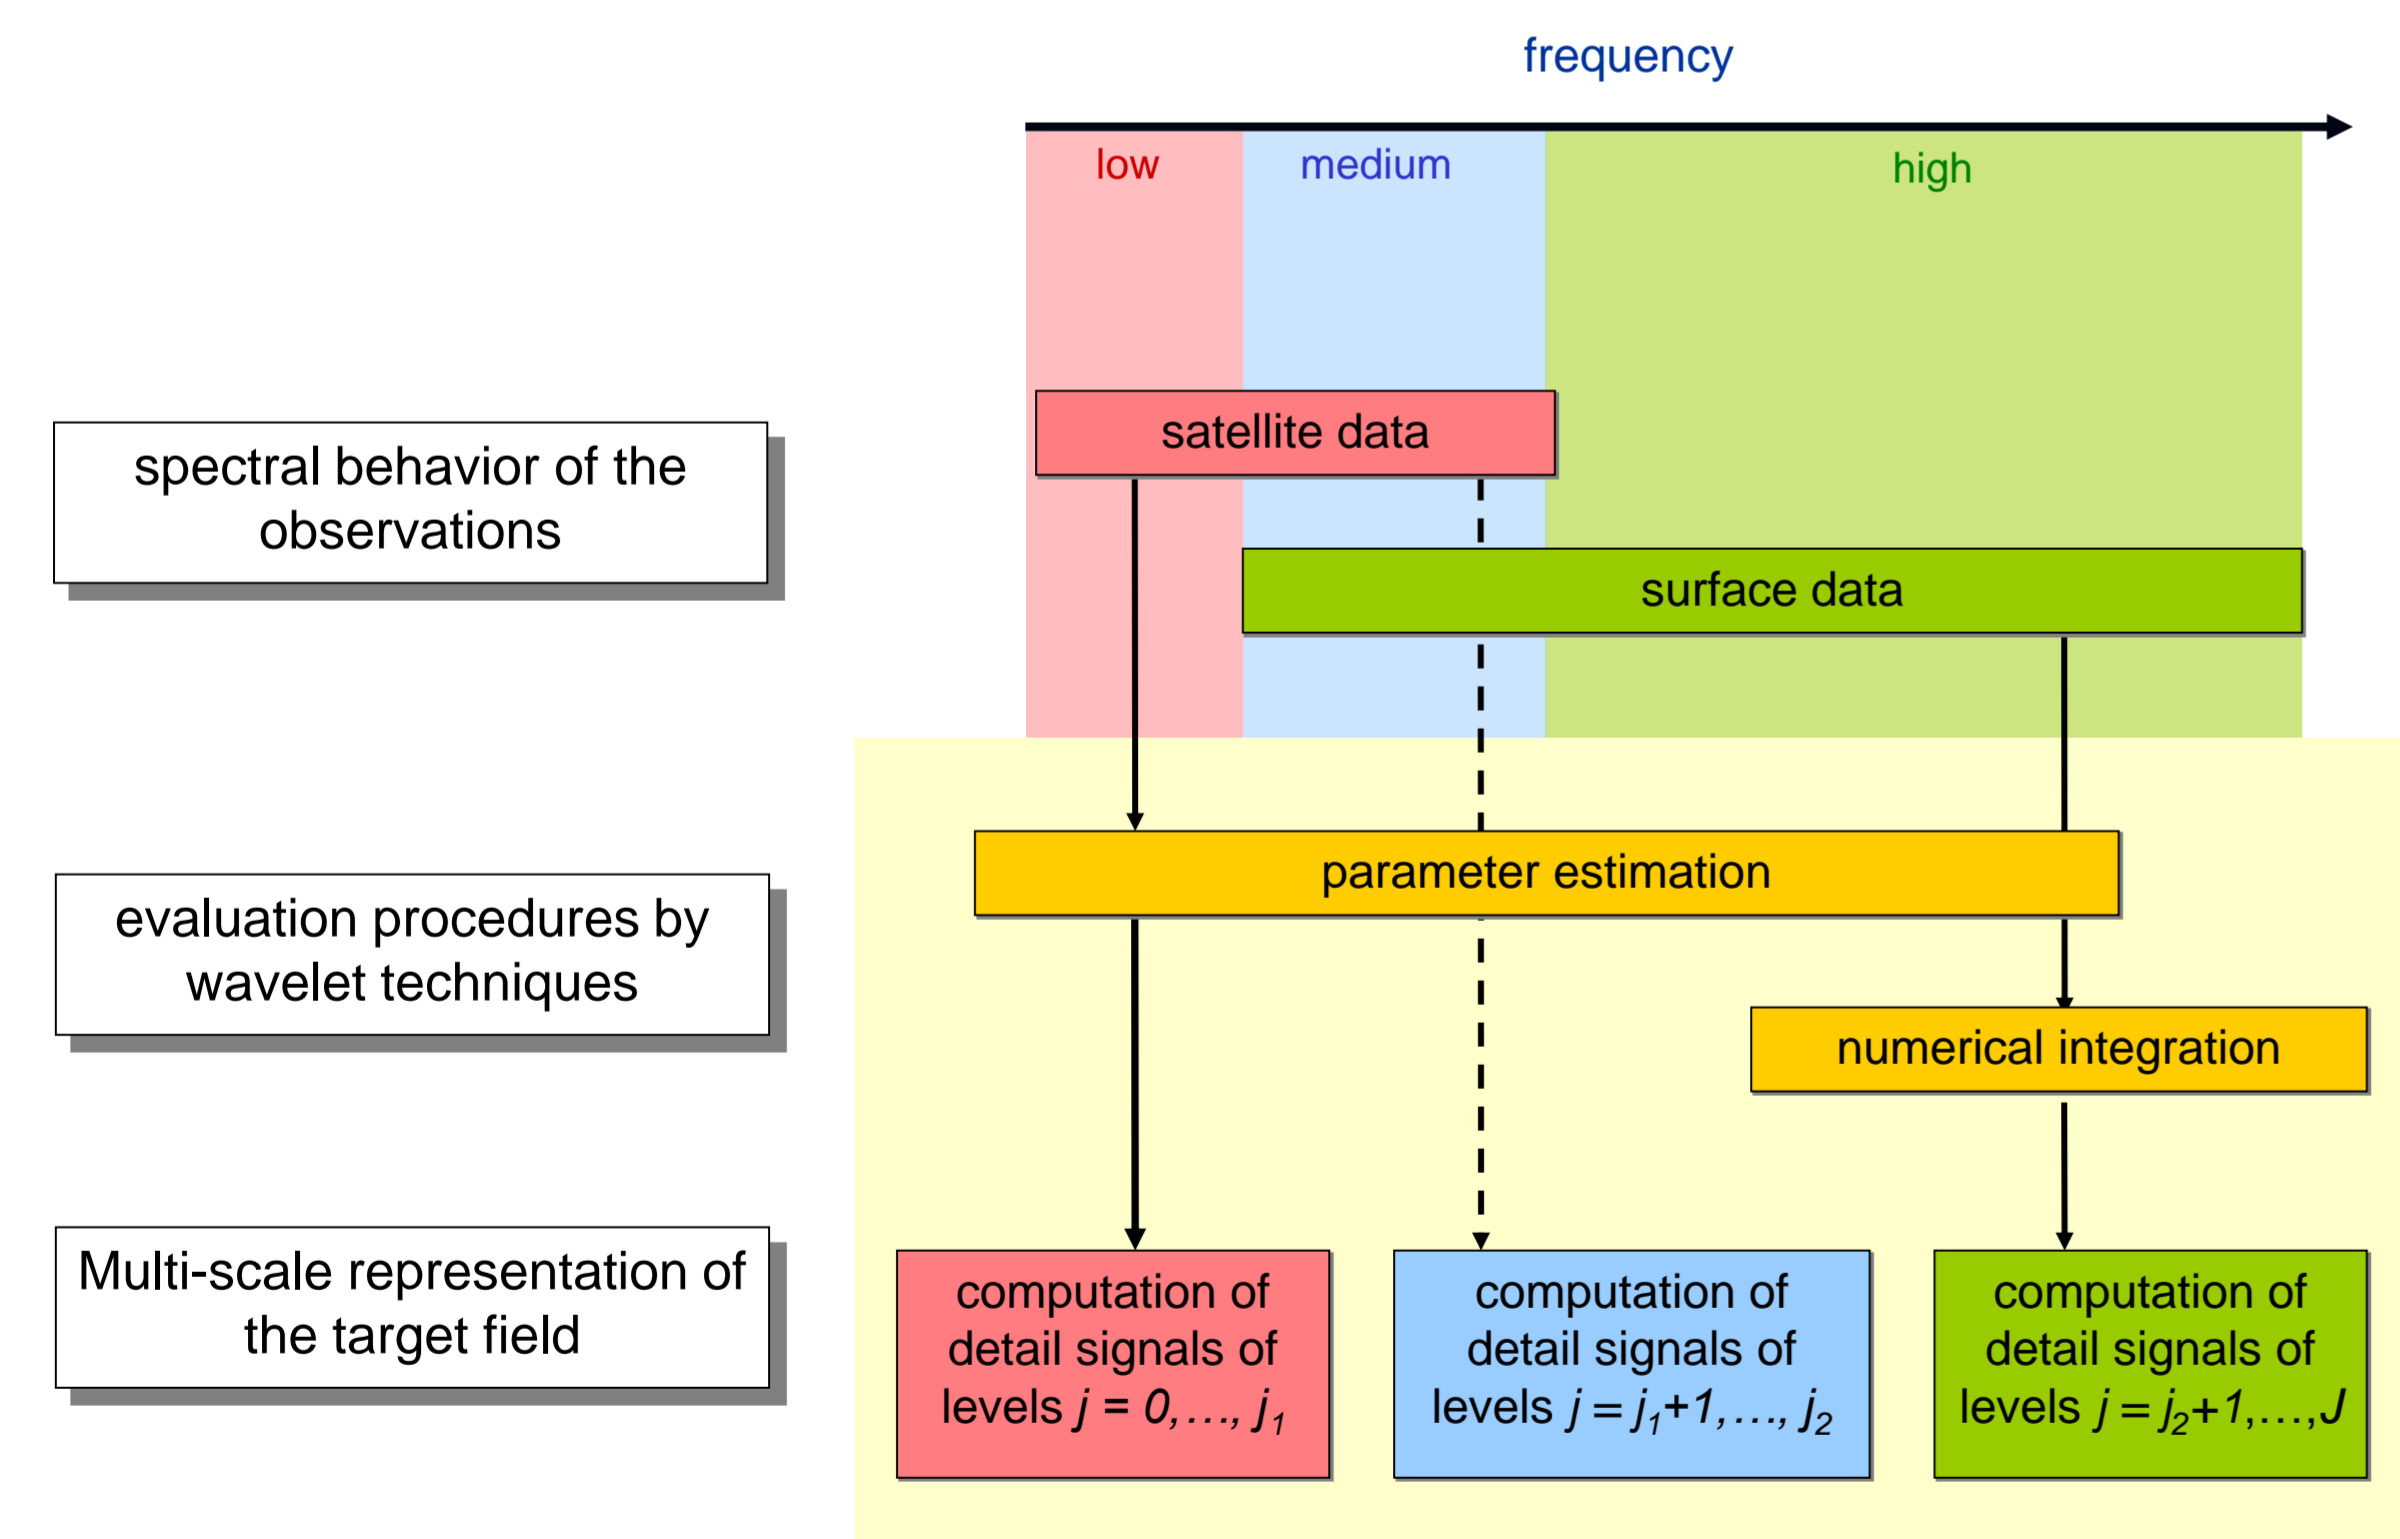 frequency
low
medium
high
satellite data
spectral behavior of the
observations
surface data
parameter estimation
evaluation procedures by
wavelet techniques
numerical integration
Multi-scale representation of
the target field
computation of
detail signals of
levels j = 0,…, j₁
computation of
detail signals of
levels j = j₁+1,…, j₂
computation of
detail signals of
levels j = j₂+1,…,J